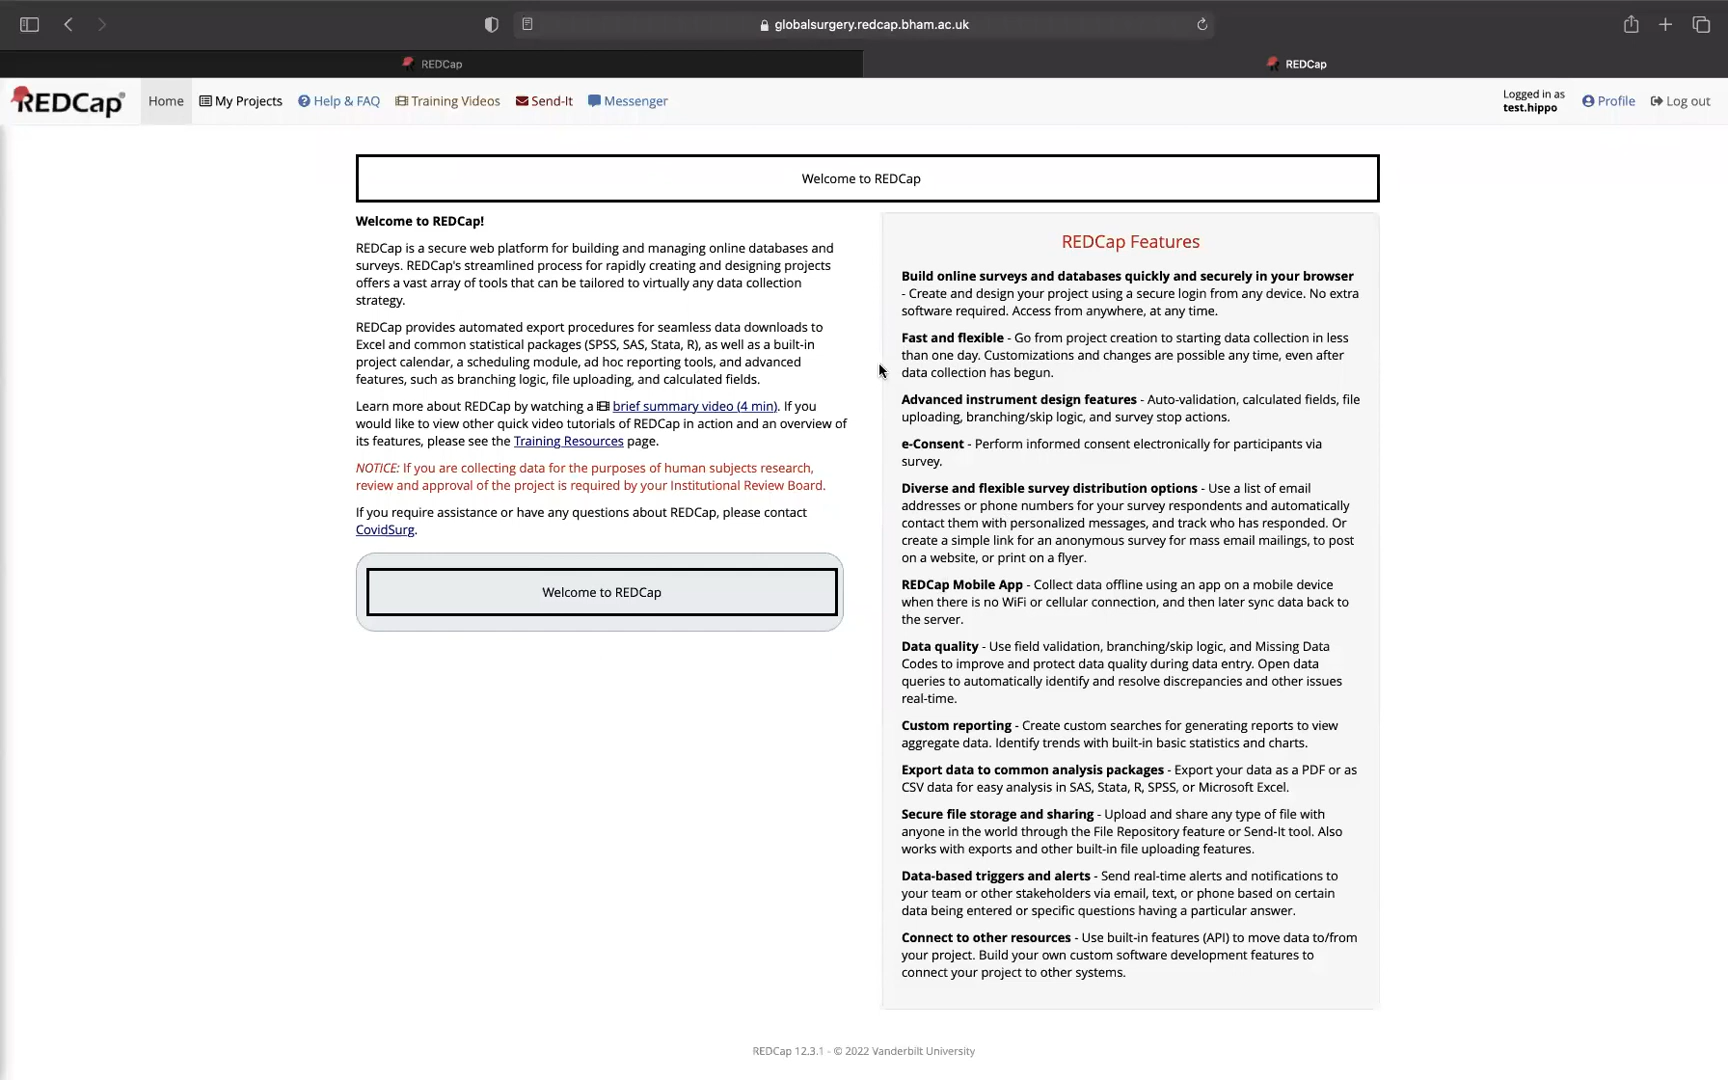 globalsurgery.redcap.bham.ac.uk
REDCap
REDCap
REDCap
Home
My Projects
Help & FAQ
Training Videos
Send-It
Messenger
Logged in as
test.hippo
Profile
Log out
Welcome to REDCap
Welcome to REDCap!
REDCap is a secure web platform for building and managing online databases and
surveys. REDCap's streamlined process for rapidly creating and designing projects
offers a vast array of tools that can be tailored to virtually any data collection
strategy.
REDCap provides automated export procedures for seamless data downloads to
Excel and common statistical packages (SPSS, SAS, Stata, R), as well as a built-in
project calendar, a scheduling module, ad hoc reporting tools, and advanced
features, such as branching logic, file uploading, and calculated fields.
Learn more about REDCap by watching a brief summary video (4 min). If you
would like to view other quick video tutorials of REDCap in action and an overview of
its features, please see the Training Resources page.
NOTICE: If you are collecting data for the purposes of human subjects research,
review and approval of the project is required by your Institutional Review Board.
If you require assistance or have any questions about REDCap, please contact
CovidSurg.
Welcome to REDCap
REDCap Features
Build online surveys and databases quickly and securely in your browser
- Create and design your project using a secure login from any device. No extra
software required. Access from anywhere, at any time.
Fast and flexible - Go from project creation to starting data collection in less
than one day. Customizations and changes are possible any time, even after
data collection has begun.
Advanced instrument design features - Auto-validation, calculated fields, file
uploading, branching/skip logic, and survey stop actions.
e-Consent - Perform informed consent electronically for participants via
survey.
Diverse and flexible survey distribution options - Use a list of email
addresses or phone numbers for your survey respondents and automatically
contact them with personalized messages, and track who has responded. Or
create a simple link for an anonymous survey for mass email mailings, to post
on a website, or print on a flyer.
REDCap Mobile App - Collect data offline using an app on a mobile device
when there is no WiFi or cellular connection, and then later sync data back to
the server.
Data quality - Use field validation, branching/skip logic, and Missing Data
Codes to improve and protect data quality during data entry. Open data
queries to automatically identify and resolve discrepancies and other issues
real-time.
Custom reporting - Create custom searches for generating reports to view
aggregate data. Identify trends with built-in basic statistics and charts.
Export data to common analysis packages - Export your data as a PDF or as
CSV data for easy analysis in SAS, Stata, R, SPSS, or Microsoft Excel.
Secure file storage and sharing - Upload and share any type of file with
anyone in the world through the File Repository feature or Send-It tool. Also
works with exports and other built-in file uploading features.
Data-based triggers and alerts - Send real-time alerts and notifications to
your team or other stakeholders via email, text, or phone based on certain
data being entered or specific questions having a particular answer.
Connect to other resources - Use built-in features (API) to move data to/from
your project. Build your own custom software development features to
connect your project to other systems.
REDCap 12.3.1 - © 2022 Vanderbilt University